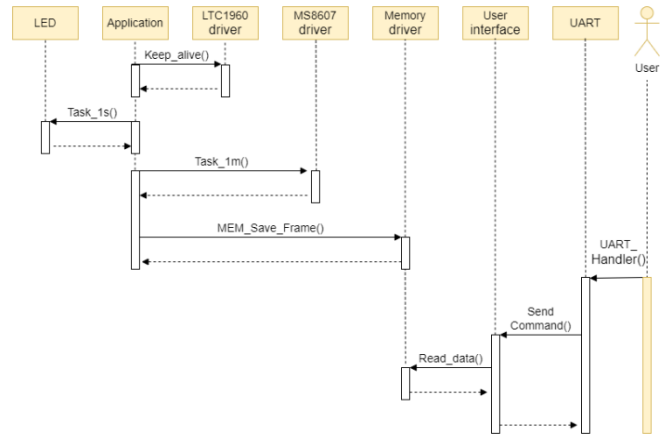 LED
Application
LTC1960
driver
MS8607
driver
Memory
driver
User
interface
UART
User
Keep_alive()
Task_1s()
Task_1m()
MEM_Save_Frame()
UART_
Handler()
Send
Command()
Read_data()